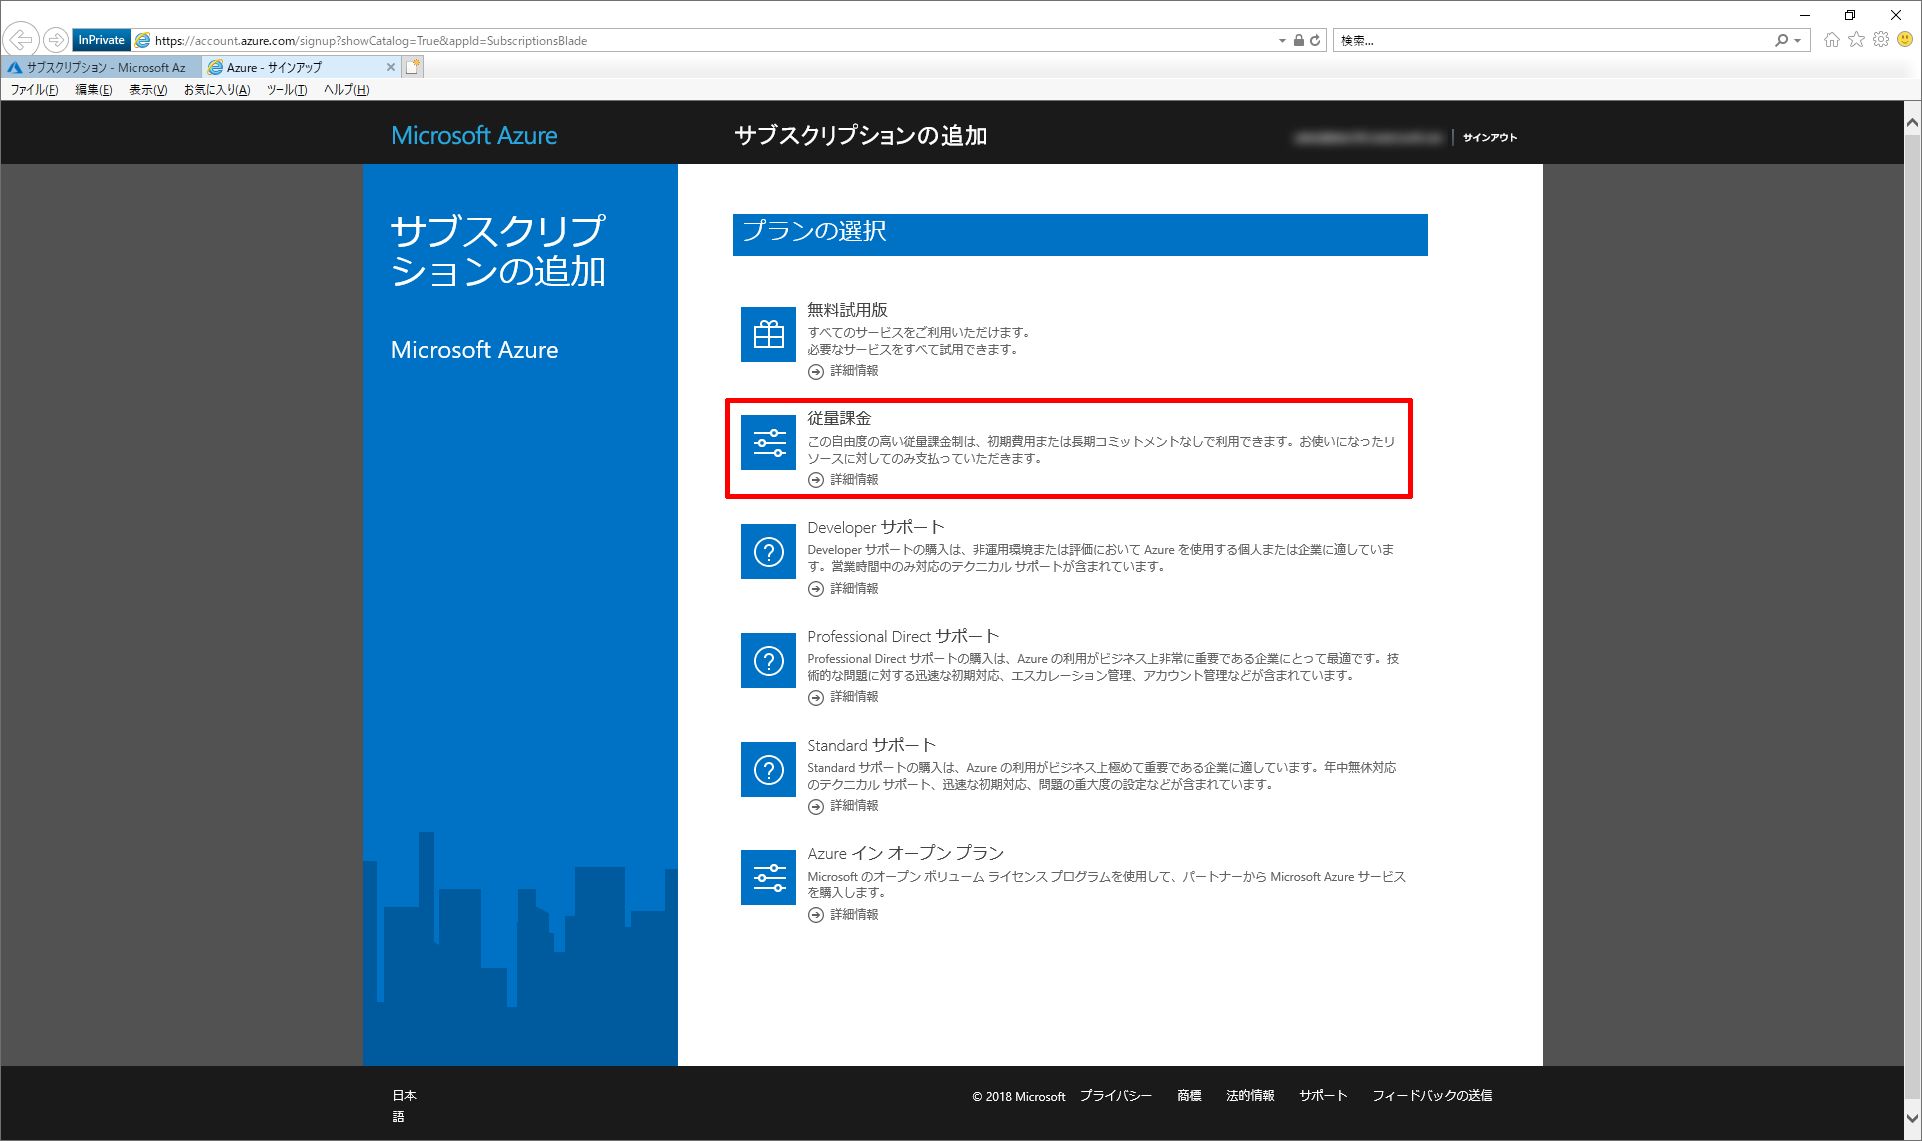 InPrivate
https://account.azure.com/signup?showCatalog=True&appId=SubscriptionsBlade
検索...
サブスクリプション - Microsoft Az
Azure - サインアップ
ファイル(F) 編集(E) 表示(V) お気に入り(A) ツール(T) ヘルプ(H)
Microsoft Azure
サブスクリプションの追加
サインアウト
サブスクリプ
ションの追加
Microsoft Azure
プランの選択
無料試用版
すべてのサービスをご利用いただけます。
必要なサービスをすべて試用できます。
詳細情報
従量課金
この自由度の高い従量課金制は、初期費用または長期コミットメントなしで利用できます。お使いになったリ
ソースに対してのみ支払っていただきます。
詳細情報
Developer サポート
Developer サポートの購入は、非運用環境または評価において Azure を使用する個人または企業に適していま
す。営業時間中のみ対応のテクニカル サポートが含まれています。
詳細情報
Professional Direct サポート
Professional Direct サポートの購入は、Azure の利用がビジネス上非常に重要である企業にとって最適です。技
術的な問題に対する迅速な初期対応、エスカレーション管理、アカウント管理などが含まれています。
詳細情報
Standard サポート
Standard サポートの購入は、Azure の利用がビジネス上極めて重要である企業に適しています。年中無休対応
のテクニカル サポート、迅速な初期対応、問題の重大度の設定などが含まれています。
詳細情報
Azure イン オープン プラン
Microsoft のオープン ボリューム ライセンス プログラムを使用して、パートナーから Microsoft Azure サービス
を購入します。
詳細情報
日本
語
© 2018 Microsoft プライバシー 商標 法的情報 サポート フィードバックの送信